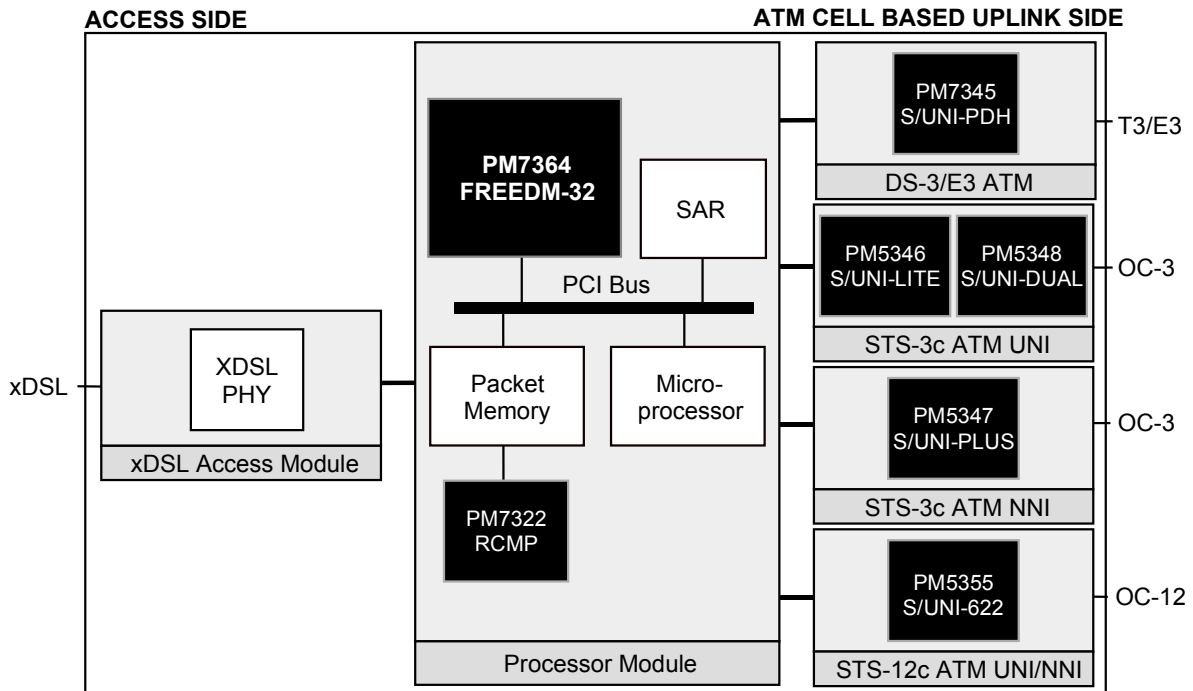 ACCESS SIDE
ATM CELL BASED UPLINK SIDE
xDSL
XDSL
PHY
xDSL Access Module
PM7364
FREEDM-32
SAR
PCI Bus
Packet
Memory
Micro-
processor
PM7322
RCMP
Processor Module
PM7345
S/UNI-PDH
DS-3/E3 ATM
T3/E3
PM5346
S/UNI-LITE
PM5348
S/UNI-DUAL
STS-3c ATM UNI
OC-3
PM5347
S/UNI-PLUS
STS-3c ATM NNI
OC-3
PM5355
S/UNI-622
STS-12c ATM UNI/NNI
OC-12